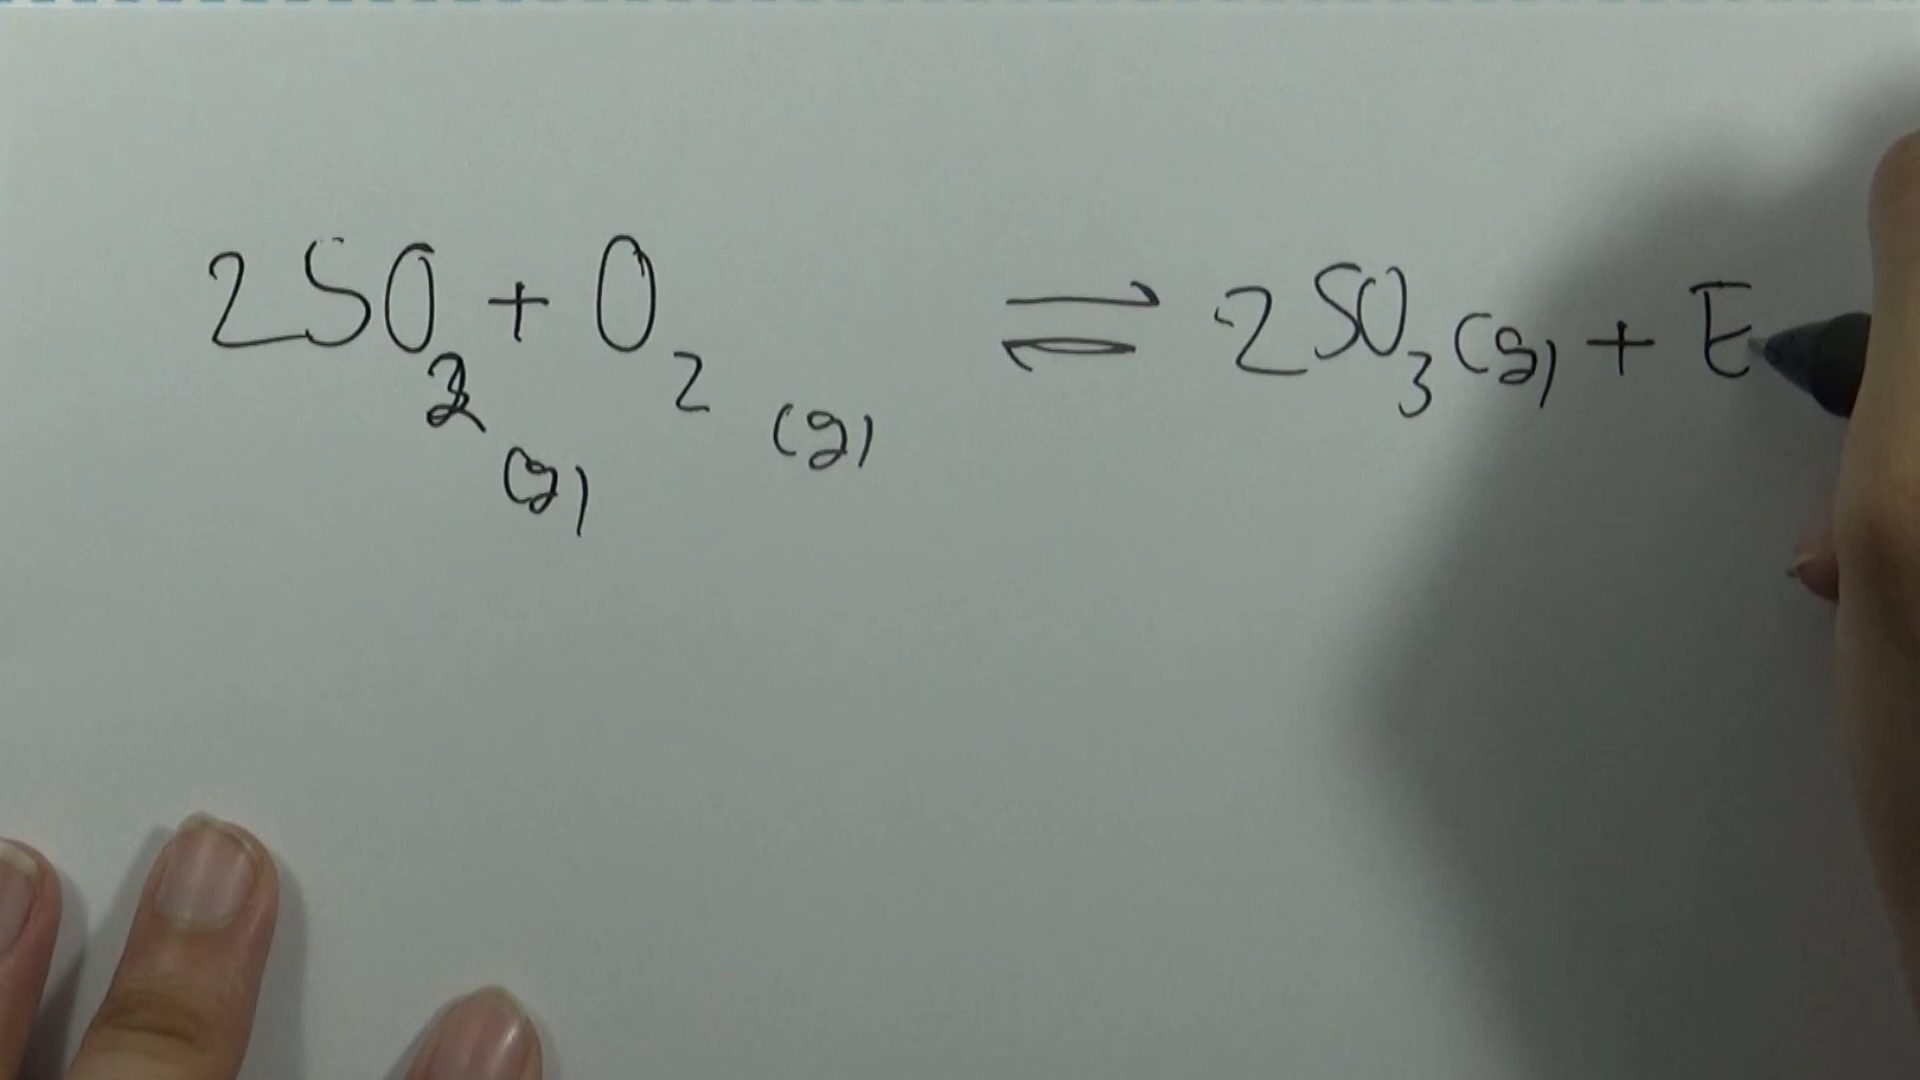 2SO₂(g) + O₂(g) ⇌ 2SO₃(g) + E